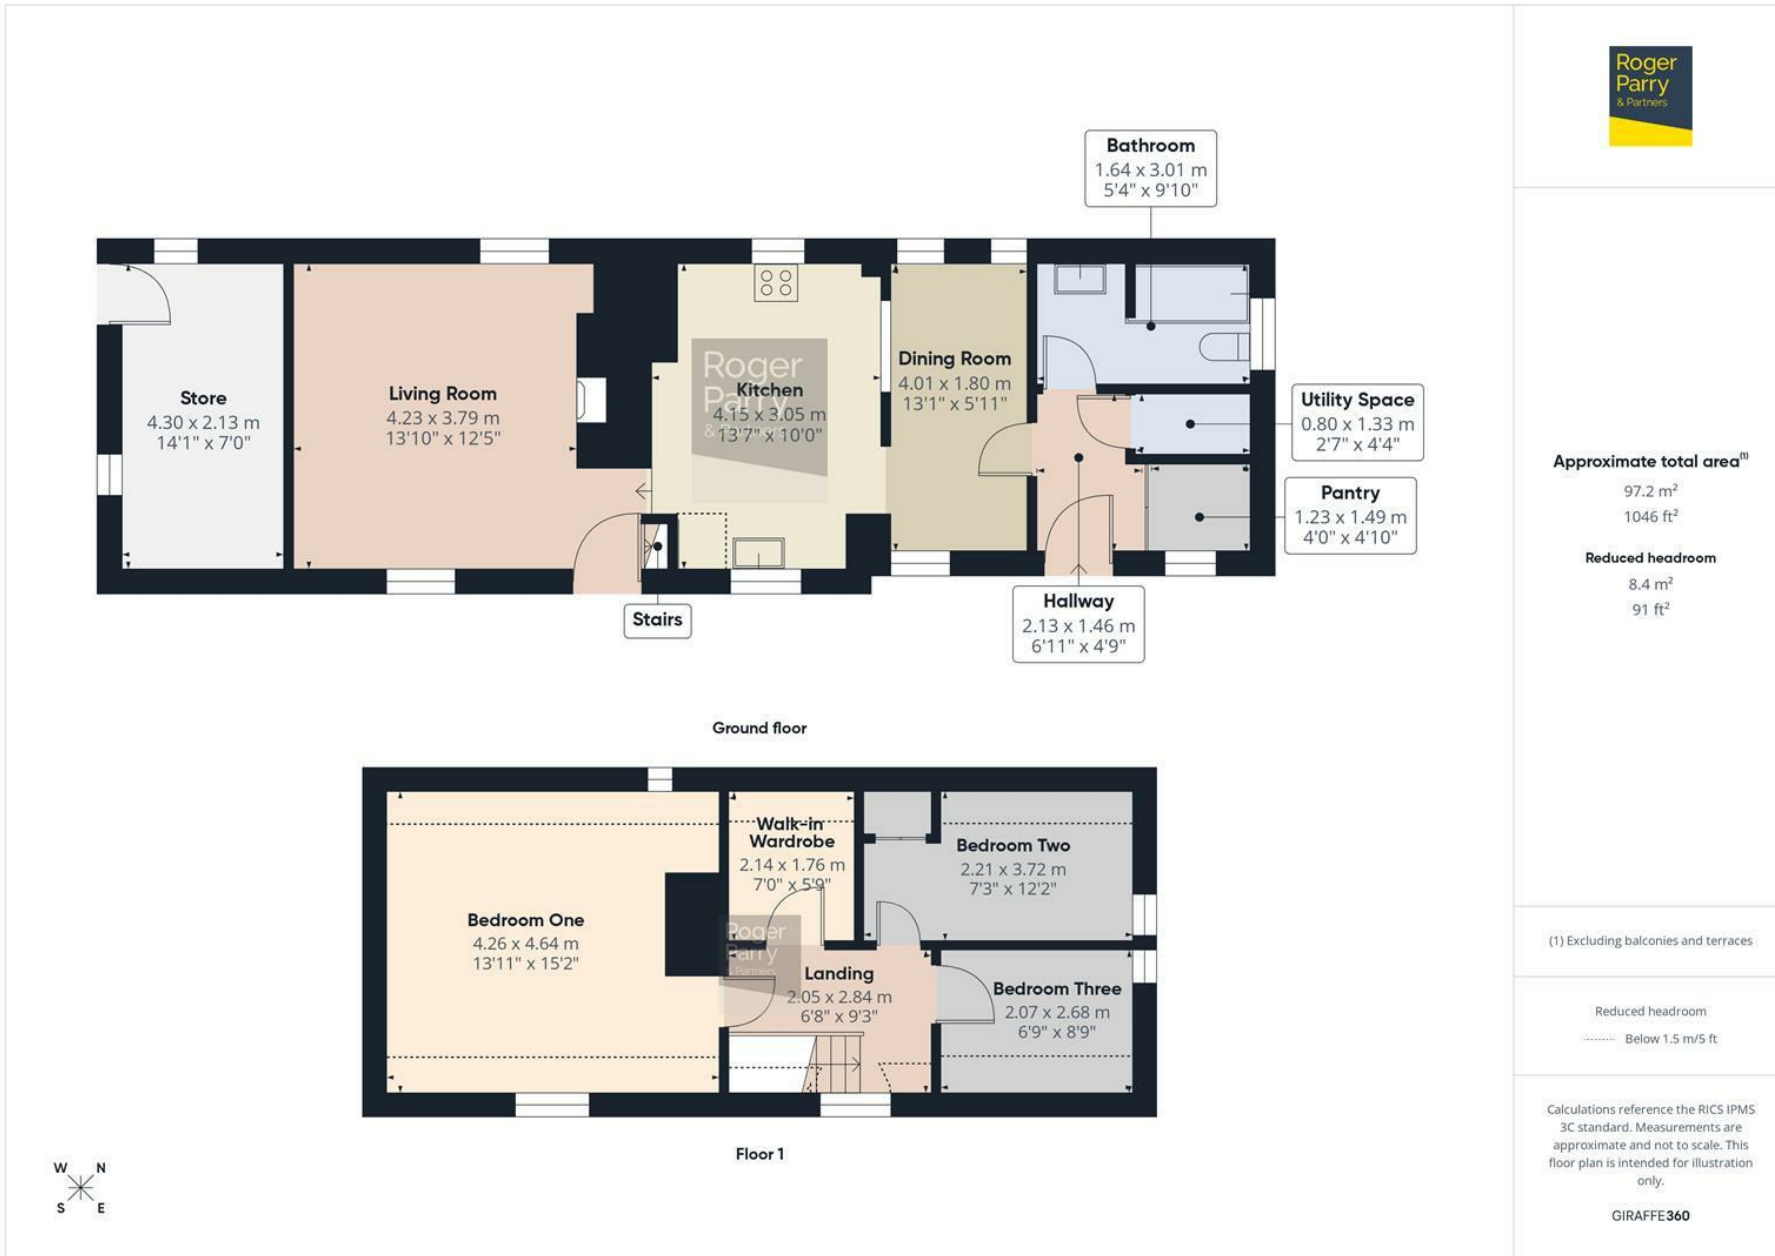 Roger
Parry
& Partners
Bathroom
1.64 x 3.01 m
5'4" x 9'10"
Store
4.30 x 2.13 m
14'1" x 7'0"
Living Room
4.23 x 3.79 m
13'10" x 12'5"
Roger
Parry
& Partners
Kitchen
4.15 x 3.05 m
13'7" x 10'0"
Dining Room
4.01 x 1.80 m
13'1" x 5'11"
Utility Space
0.80 x 1.33 m
2'7" x 4'4"
Pantry
1.23 x 1.49 m
4'0" x 4'10"
Stairs
Hallway
2.13 x 1.46 m
6'11" x 4'9"
Ground floor
Approximate total area(1)
97.2 m²
1046 ft²
Reduced headroom
8.4 m²
91 ft²
Bedroom One
4.26 x 4.64 m
13'11" x 15'2"
Walk-in
Wardrobe
2.14 x 1.76 m
7'0" x 5'9"
Bedroom Two
2.21 x 3.72 m
7'3" x 12'2"
Roger
Parry
& Partners
Landing
2.05 x 2.84 m
6'8" x 9'3"
Bedroom Three
2.07 x 2.68 m
6'9" x 8'9"
Floor 1
W N
S E
(1) Excluding balconies and terraces
Reduced headroom
Below 1.5 m/5 ft
Calculations reference the RICS IPMS
3C standard. Measurements are
approximate and not to scale. This
floor plan is intended for illustration
only.
GIRAFFE360